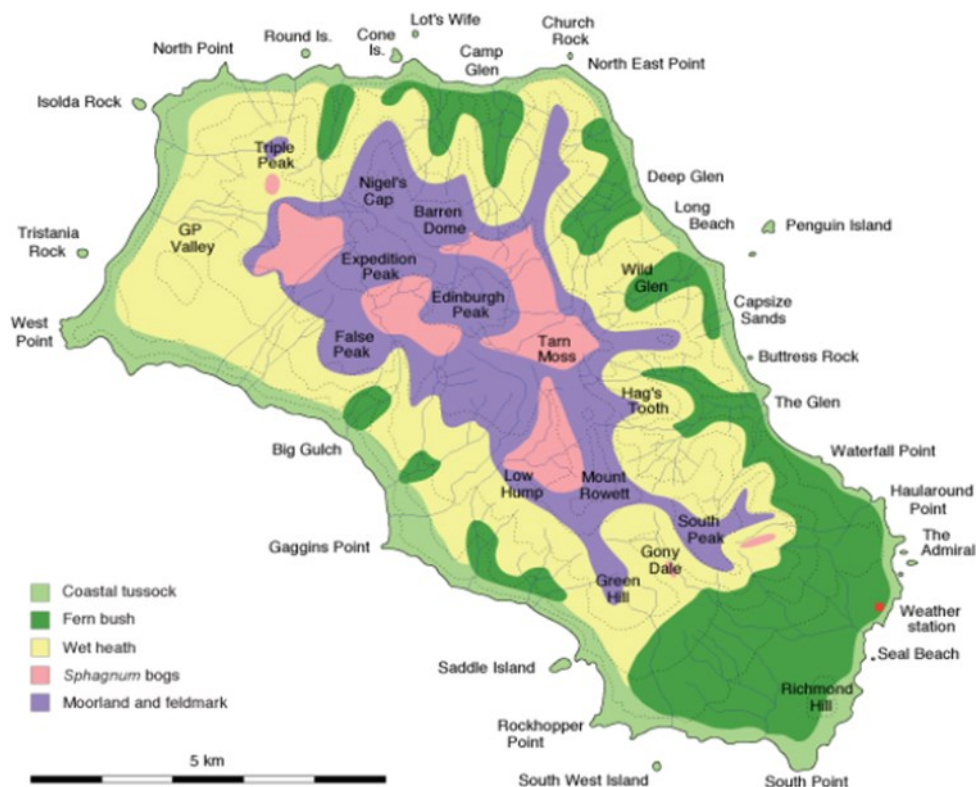 Lot's Wife
Church
Rock
Round Is.
Cone
Is.
North Point
Camp
Glen
North East Point
Isolda Rock
Triple
Peak
Deep Glen
Nigel's
Cap
Long
Beach
Barren
Dome
Penguin Island
Tristania
Rock
GP
Valley
Expedition
Peak
Wild
Glen
Edinburgh
Peak
Capsize
Sands
West
Point
False
Peak
Tarn
Moss
Buttress Rock
Hag's
Tooth
The Glen
Big Gulch
Waterfall Point
Low
Hump
Mount
Rowett
Haularound
Point
South
Peak
The
Admiral
Gaggins Point
Gony
Dale
Green
Hill
Coastal tussock
Fern bush
Wet heath
Sphagnum bogs
Moorland and feldmark
Weather
station
Seal Beach
Saddle Island
Richmond
Hill
Rockhopper
Point
5 km
South West Island
South Point